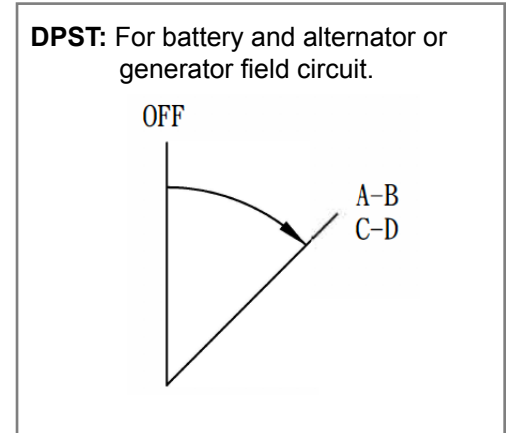 DPST: For battery and alternator or
generator field circuit.
OFF
A-B
C-D